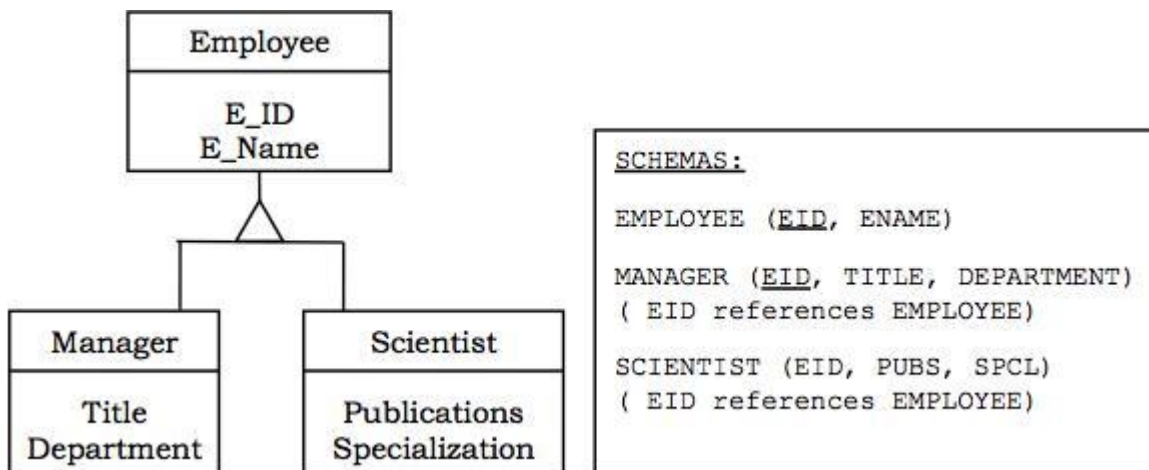 Employee
E_ID
E_Name
Manager
Title
Department
Scientist
Publications
Specialization
SCHEMAS:
EMPLOYEE (EID, ENAME)
MANAGER (EID, TITLE, DEPARTMENT)
( EID references EMPLOYEE)
SCIENTIST (EID, PUBS, SPCL)
( EID references EMPLOYEE)